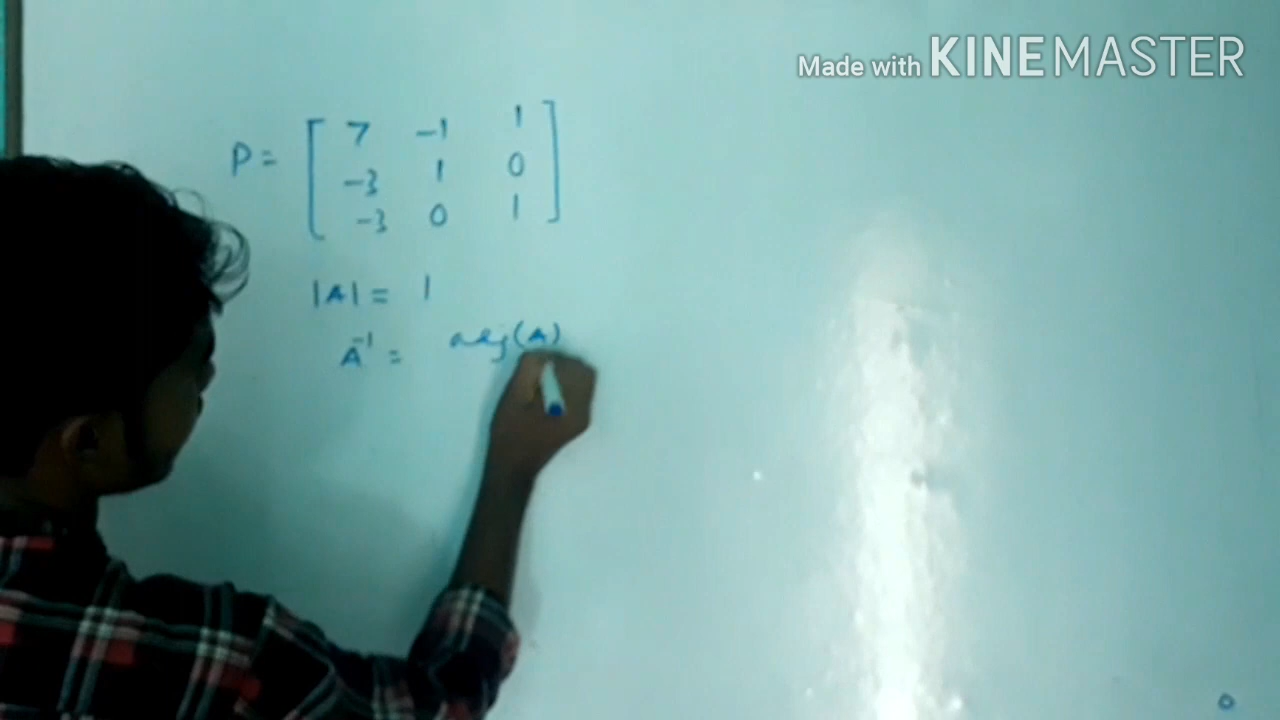 Made with KINEMASTER
P = [ 7 -1 1
-3 1 0
-3 0 1 ]
|A| = 1
A⁻¹ = adj(A)